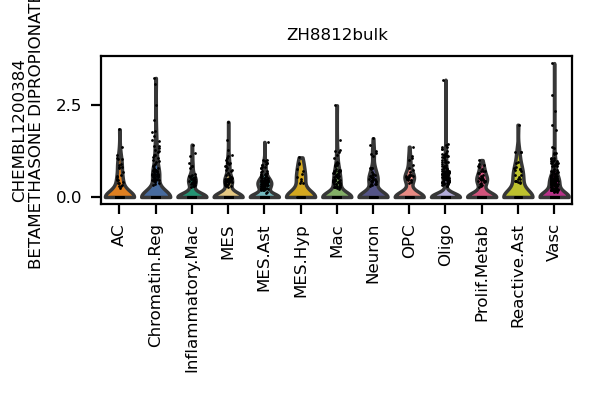 ZH8812bulk
CHEMBL1200384
BETAMETHASONE DIPROPIONATE
2.5
0.0
AC
Chromatin.Reg
Inflammatory.Mac
MES
MES.Ast
MES.Hyp
Mac
Neuron
OPC
Oligo
Prolif.Metab
Reactive.Ast
Vasc